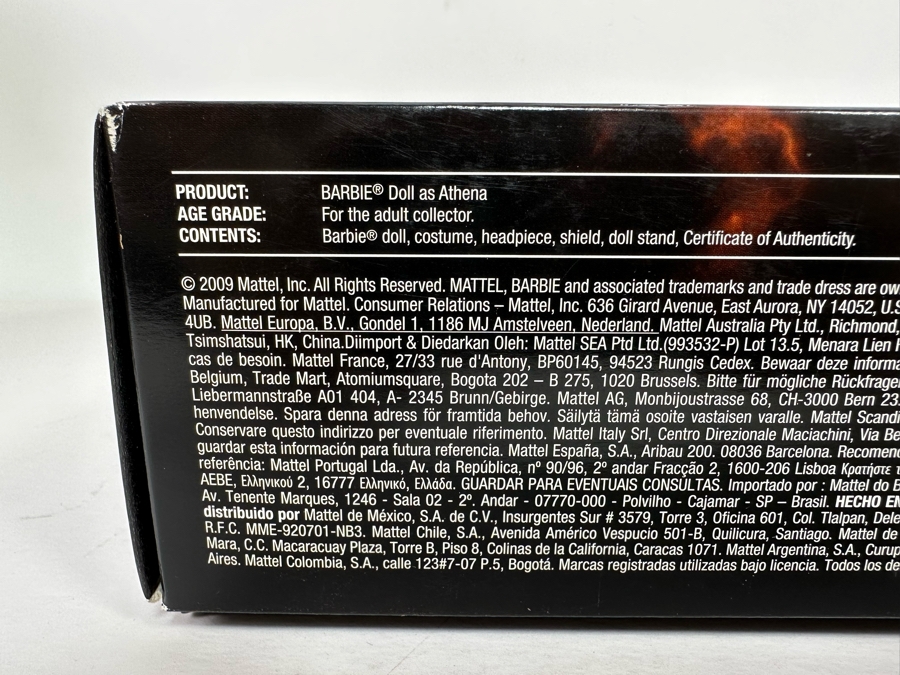 PRODUCT: BARBIE® Doll as Athena
AGE GRADE: For the adult collector.
CONTENTS: Barbie® doll, costume, headpiece, shield, doll stand, Certificate of Authenticity.
© 2009 Mattel, Inc. All Rights Reserved. MATTEL, BARBIE and associated trademarks and trade dress are ow
Manufactured for Mattel. Consumer Relations – Mattel, Inc. 636 Girard Avenue, East Aurora, NY 14052, U.S
4UB. Mattel Europa, B.V., Gondel 1, 1186 MJ Amstelveen, Nederland. Mattel Australia Pty Ltd., Richmond,
Tsimshatsui, HK, China.Diimport & Diedarkan Oleh: Mattel SEA Ptd Ltd.(993532-P) Lot 13.5, Menara Lien
cas de besoin. Mattel France, 27/33 rue d'Antony, BP60145, 94523 Rungis Cedex. Bewaar deze informa
Belgium, Trade Mart, Atomiumsquare, Bogota 202 – B 275, 1020 Brussels. Bitte für mögliche Rückfrage
Liebermannstraße A01 404, A- 2345 Brunn/Gebirge. Mattel AG, Monbijoustrasse 68, CH-3000 Bern 23.
henvendelse. Spara denna adress för framtida behov. Säilytä tämä osoite vastaisen varalle. Mattel Scandi
Conservare questo indirizzo per eventuale riferimento. Mattel Italy Srl, Centro Direzionale Maciachini, Via Be
guardar esta información para futura referencia. Mattel España, S.A., Aribau 200. 08036 Barcelona. Recomen
referência: Mattel Portugal Lda., Av. da República, nº 90/96, 2º andar Fracção 2, 1600-206 Lisboa Κρατήστε
ΑΕΒΕ, Ελληνικού 2, 16777 Ελληνικό, Ελλάδα. GUARDAR PARA EVENTUAIS CONSULTAS. Importado por : Mattel do B
Av. Tenente Marques, 1246 - Sala 02 - 2º. Andar - 07770-000 - Polvilho - Cajamar - SP – Brasil. HECHO EN
distribuido por Mattel de México, S.A. de C.V., Insurgentes Sur # 3579, Torre 3, Oficina 601, Col. Tlalpan, Dele
R.F.C. MME-920701-NB3. Mattel Chile, S.A., Avenida Américo Vespucio 501-B, Quilicura, Santiago. Mattel de
Mara, C.C. Macaracuay Plaza, Torre B, Piso 8, Colinas de la California, Caracas 1071. Mattel Argentina, S.A., Curup
Aires. Mattel Colombia, S.A., calle 123#7-07 P.5, Bogotá. Marcas registradas utilizadas bajo licencia. Todos los de